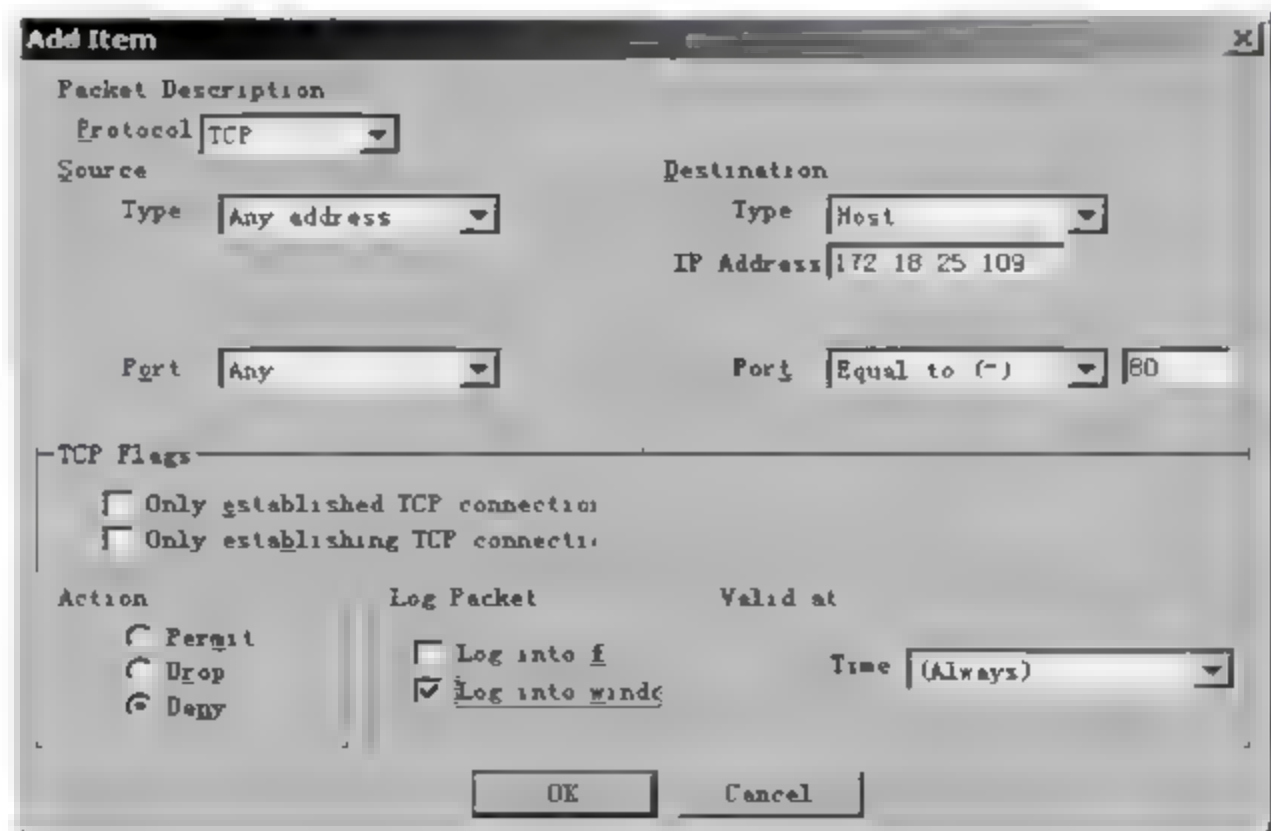 Add Item
Packet Description
Protocol TCP
Source
Destination
Type Any address
Type Host
IP Address 172 18 25 109
Port Any
Port Equal to (=) 80
TCP Flags
Only established TCP connection
Only establishing TCP connecti
Action
Log Packet
Valid at
Permit
Drop
Deny
Log into f
Log into windo
Time (Always)
OK
Cancel